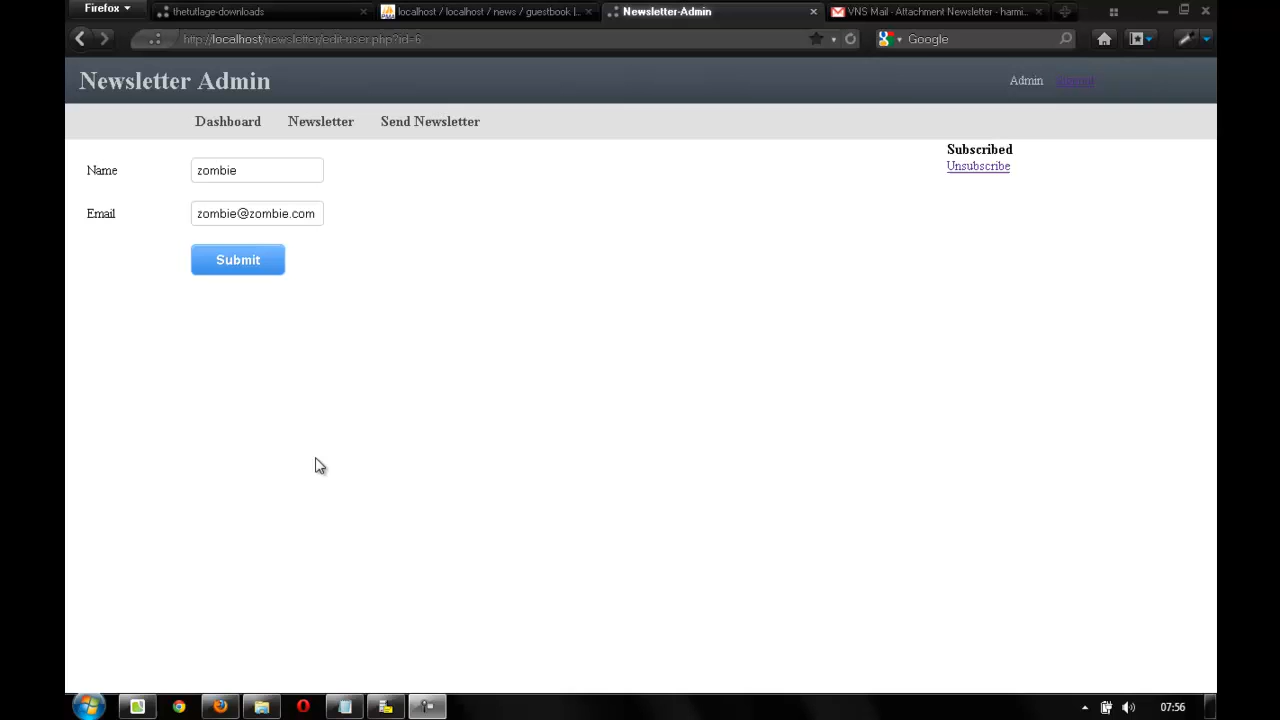 Firefox
thetutlage-downloads
localhost / localhost / news / guestbook |...
Newsletter-Admin
VNS Mail - Attachment Newsletter - harmi...
http://localhost/newsletter/edit-user.php?id=6
Google
Newsletter Admin
Admin
Dashboard
Newsletter
Send Newsletter
Subscribed
Unsubscribe
Name
zombie
Email
zombie@zombie.com
Submit
07:56